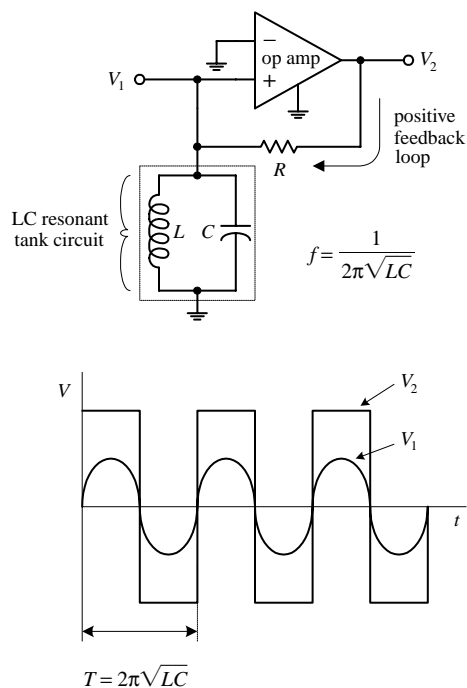 −
op amp
+
V₁
V₂
R
positive
feedback
loop
LC resonant
tank circuit
L
C
f = 1 / 2π√LC
V
V₂
V₁
t
T = 2π√LC